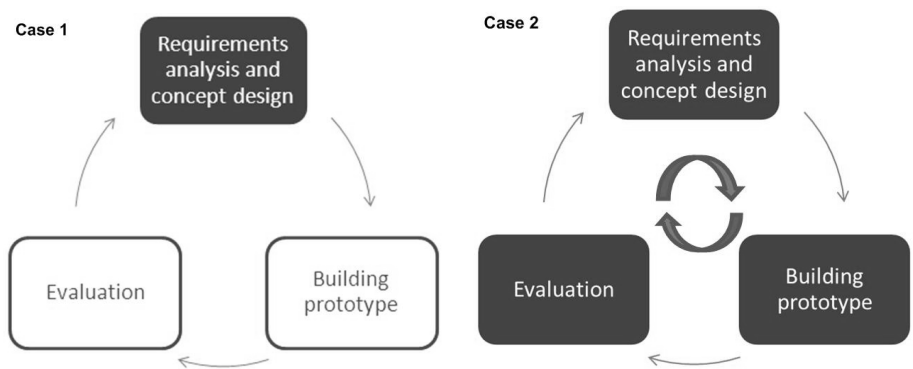 Case 1
Requirements
analysis and
concept design
Evaluation
Building
prototype
Case 2
Requirements
analysis and
concept design
Evaluation
Building
prototype